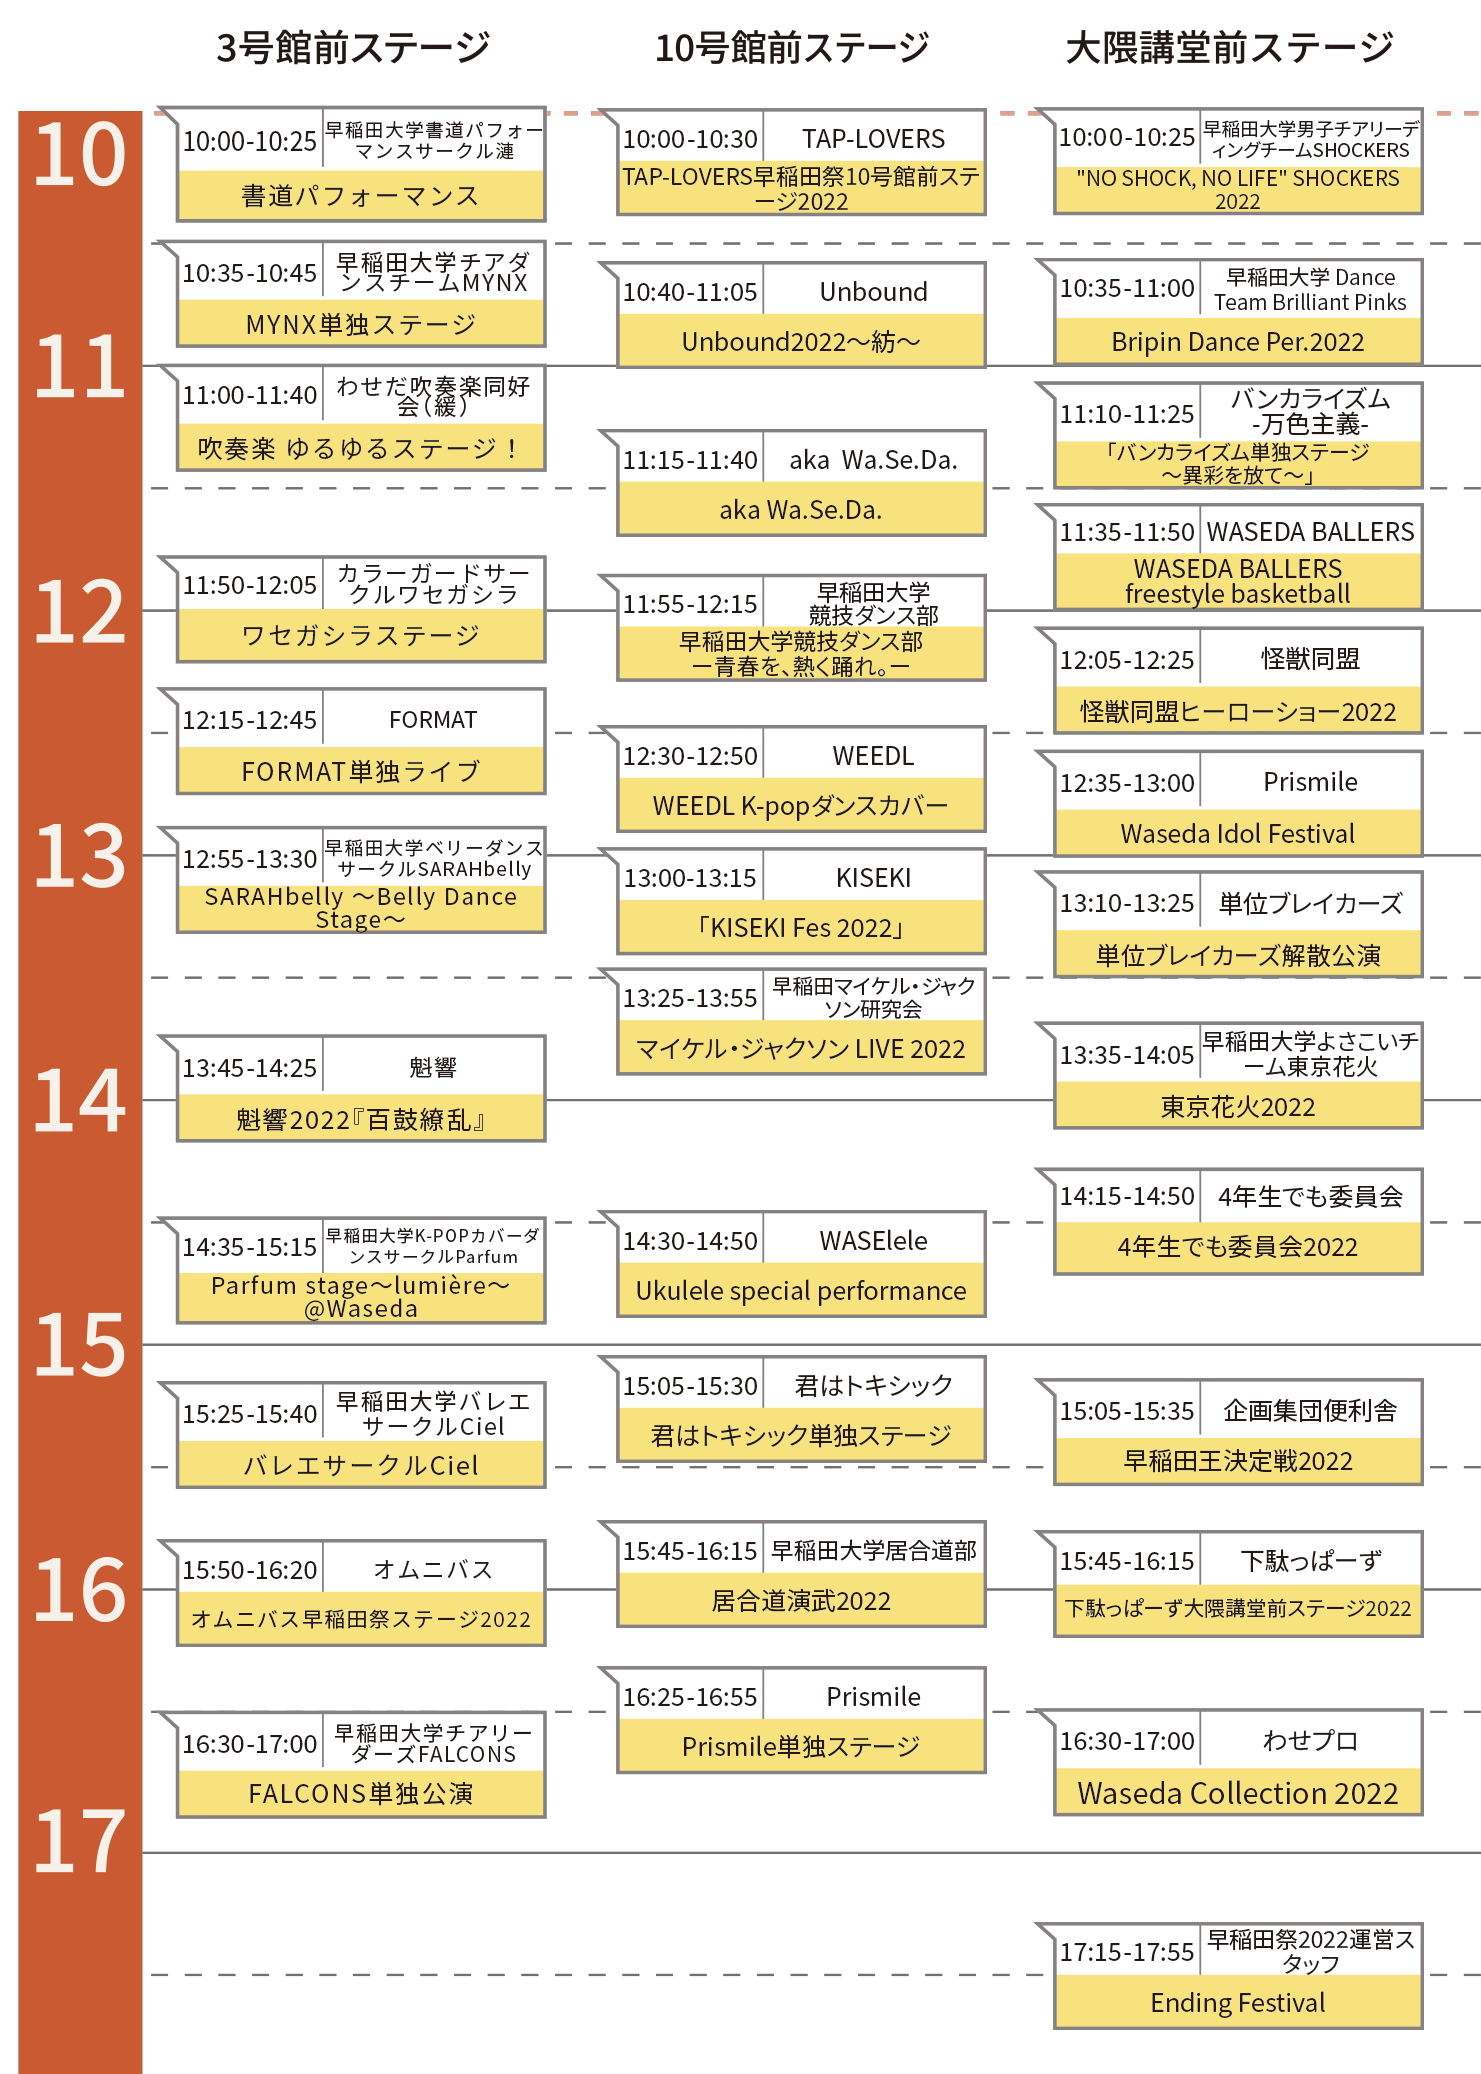 3号館前ステージ
10号館前ステージ
大隈講堂前ステージ
10
11
12
13
14
15
16
17
10:00-10:25
早稲田大学書道パフォー
マンスサークル漣
書道パフォーマンス
10:35-10:45
早稲田大学チアダ
ンスチームMYNX
MYNX単独ステージ
11:00-11:40
わせだ吹奏楽同好
会（緩）
吹奏楽 ゆるゆるステージ！
11:50-12:05
カラーガードサー
クルワセガシラ
ワセガシラステージ
12:15-12:45
FORMAT
FORMAT単独ライブ
12:55-13:30
早稲田大学ベリーダンス
サークルSARAHbelly
SARAHbelly ～Belly Dance
Stage～
13:45-14:25
魁響
魁響2022『百鼓繚乱』
14:35-15:15
早稲田大学K-POPカバーダ
ンスサークルParfum
Parfum stage～lumière～
@Waseda
15:25-15:40
早稲田大学バレエ
サークルCiel
バレエサークルCiel
15:50-16:20
オムニバス
オムニバス早稲田祭ステージ2022
16:30-17:00
早稲田大学チアリー
ダーズFALCONS
FALCONS単独公演
10:00-10:30
TAP-LOVERS
TAP-LOVERS早稲田祭10号館前ステ
ージ2022
10:40-11:05
Unbound
Unbound2022～紡～
11:15-11:40
aka Wa.Se.Da.
aka Wa.Se.Da.
11:55-12:15
早稲田大学
競技ダンス部
早稲田大学競技ダンス部
ー青春を、熱く踊れ。ー
12:30-12:50
WEEDL
WEEDL K-popダンスカバー
13:00-13:15
KISEKI
「KISEKI Fes 2022」
13:25-13:55
早稲田マイケル・ジャク
ソン研究会
マイケル・ジャクソン LIVE 2022
14:30-14:50
WASElele
Ukulele special performance
15:05-15:30
君はトキシック
君はトキシック単独ステージ
15:45-16:15
早稲田大学居合道部
居合道演武2022
16:25-16:55
Prismile
Prismile単独ステージ
10:00-10:25
早稲田大学男子チアリーデ
ィングチームSHOCKERS
"NO SHOCK, NO LIFE" SHOCKERS
2022
10:35-11:00
早稲田大学 Dance
Team Brilliant Pinks
Bripin Dance Per.2022
11:10-11:25
バンカライズム
-万色主義-
「バンカライズム単独ステージ
～異彩を放て～」
11:35-11:50
WASEDA BALLERS
WASEDA BALLERS
freestyle basketball
12:05-12:25
怪獣同盟
怪獣同盟ヒーローショー2022
12:35-13:00
Prismile
Waseda Idol Festival
13:10-13:25
単位ブレイカーズ
単位ブレイカーズ解散公演
13:35-14:05
早稲田大学よさこいチ
ーム東京花火
東京花火2022
14:15-14:50
4年生でも委員会
4年生でも委員会2022
15:05-15:35
企画集団便利舎
早稲田王決定戦2022
15:45-16:15
下駄っぱーず
下駄っぱーず大隈講堂前ステージ2022
16:30-17:00
わせプロ
Waseda Collection 2022
17:15-17:55
早稲田祭2022運営ス
タッフ
Ending Festival